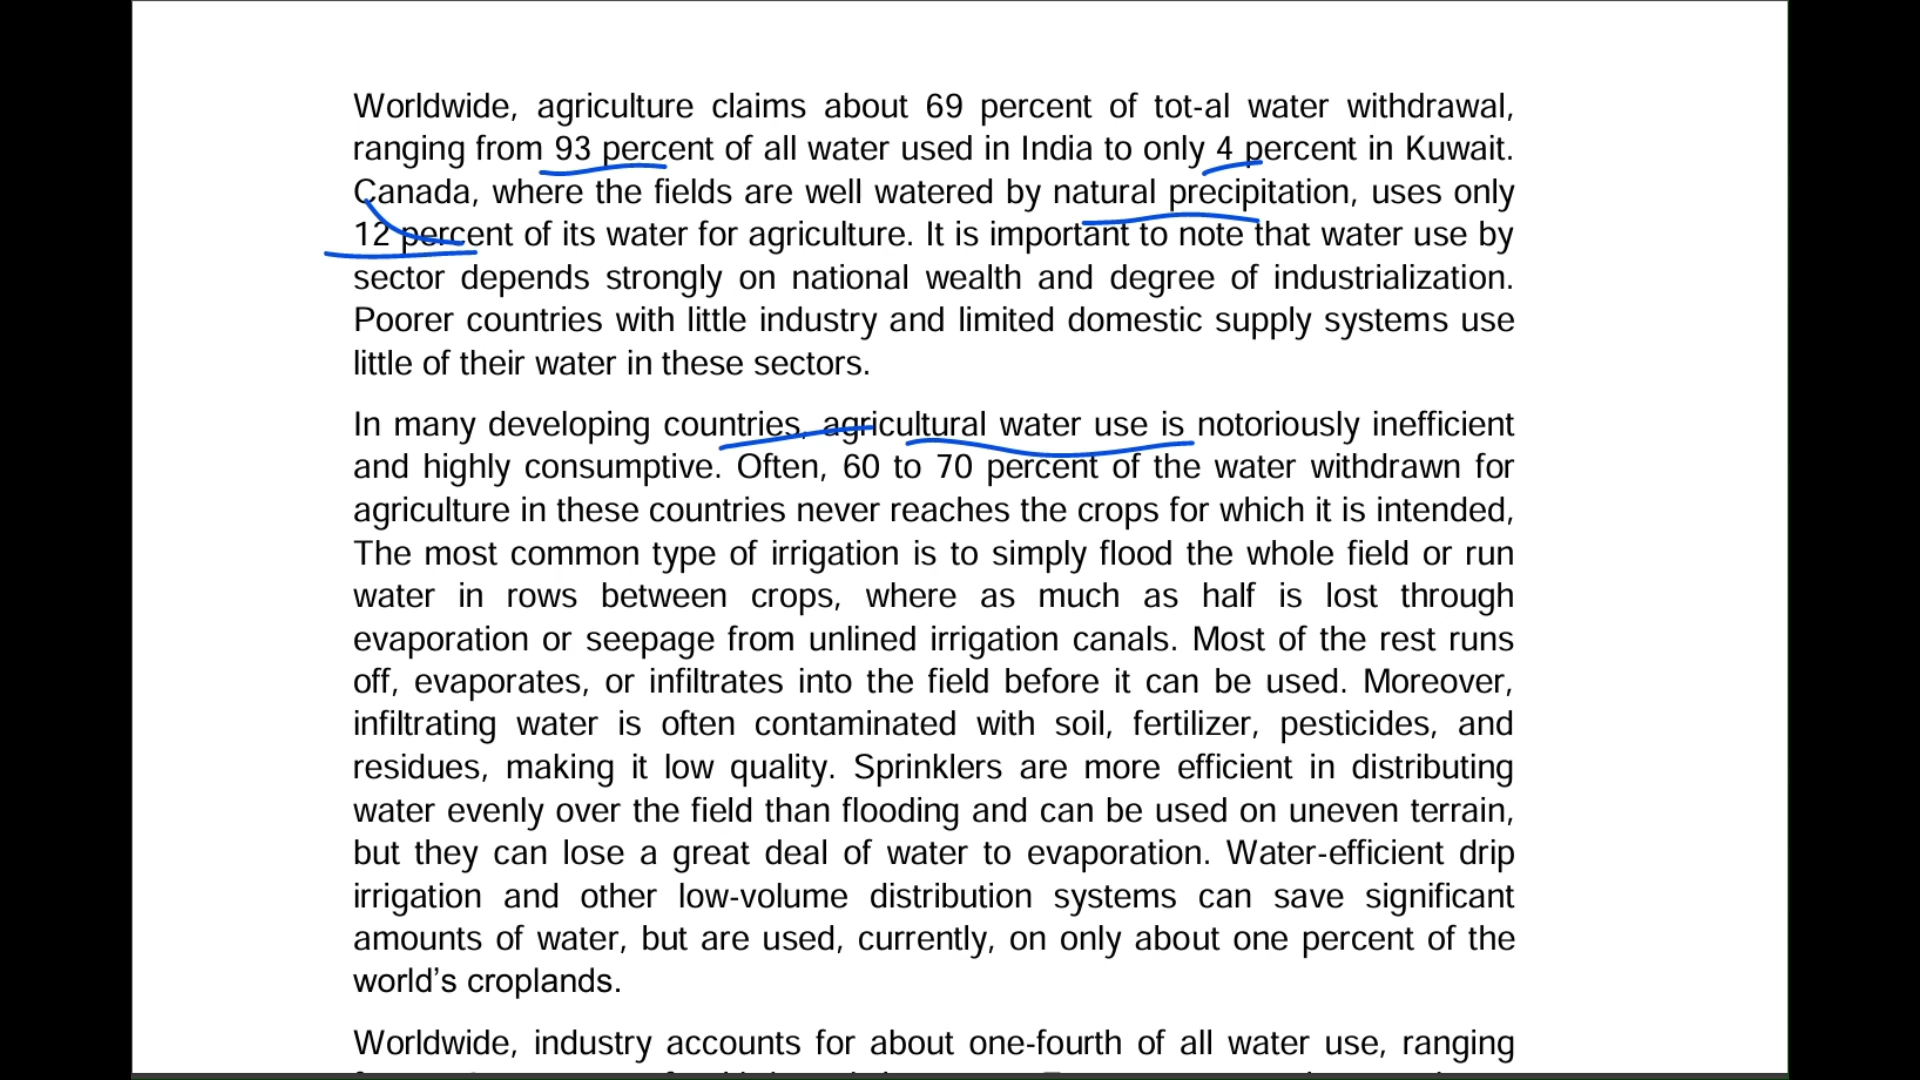 Worldwide, agriculture claims about 69 percent of tot-al water withdrawal,
ranging from 93 percent of all water used in India to only 4 percent in Kuwait.
Canada, where the fields are well watered by natural precipitation, uses only
12 percent of its water for agriculture. It is important to note that water use by
sector depends strongly on national wealth and degree of industrialization.
Poorer countries with little industry and limited domestic supply systems use
little of their water in these sectors.
In many developing countries, agricultural water use is notoriously inefficient
and highly consumptive. Often, 60 to 70 percent of the water withdrawn for
agriculture in these countries never reaches the crops for which it is intended,
The most common type of irrigation is to simply flood the whole field or run
water in rows between crops, where as much as half is lost through
evaporation or seepage from unlined irrigation canals. Most of the rest runs
off, evaporates, or infiltrates into the field before it can be used. Moreover,
infiltrating water is often contaminated with soil, fertilizer, pesticides, and
residues, making it low quality. Sprinklers are more efficient in distributing
water evenly over the field than flooding and can be used on uneven terrain,
but they can lose a great deal of water to evaporation. Water-efficient drip
irrigation and other low-volume distribution systems can save significant
amounts of water, but are used, currently, on only about one percent of the
world’s croplands.
Worldwide, industry accounts for about one-fourth of all water use, ranging